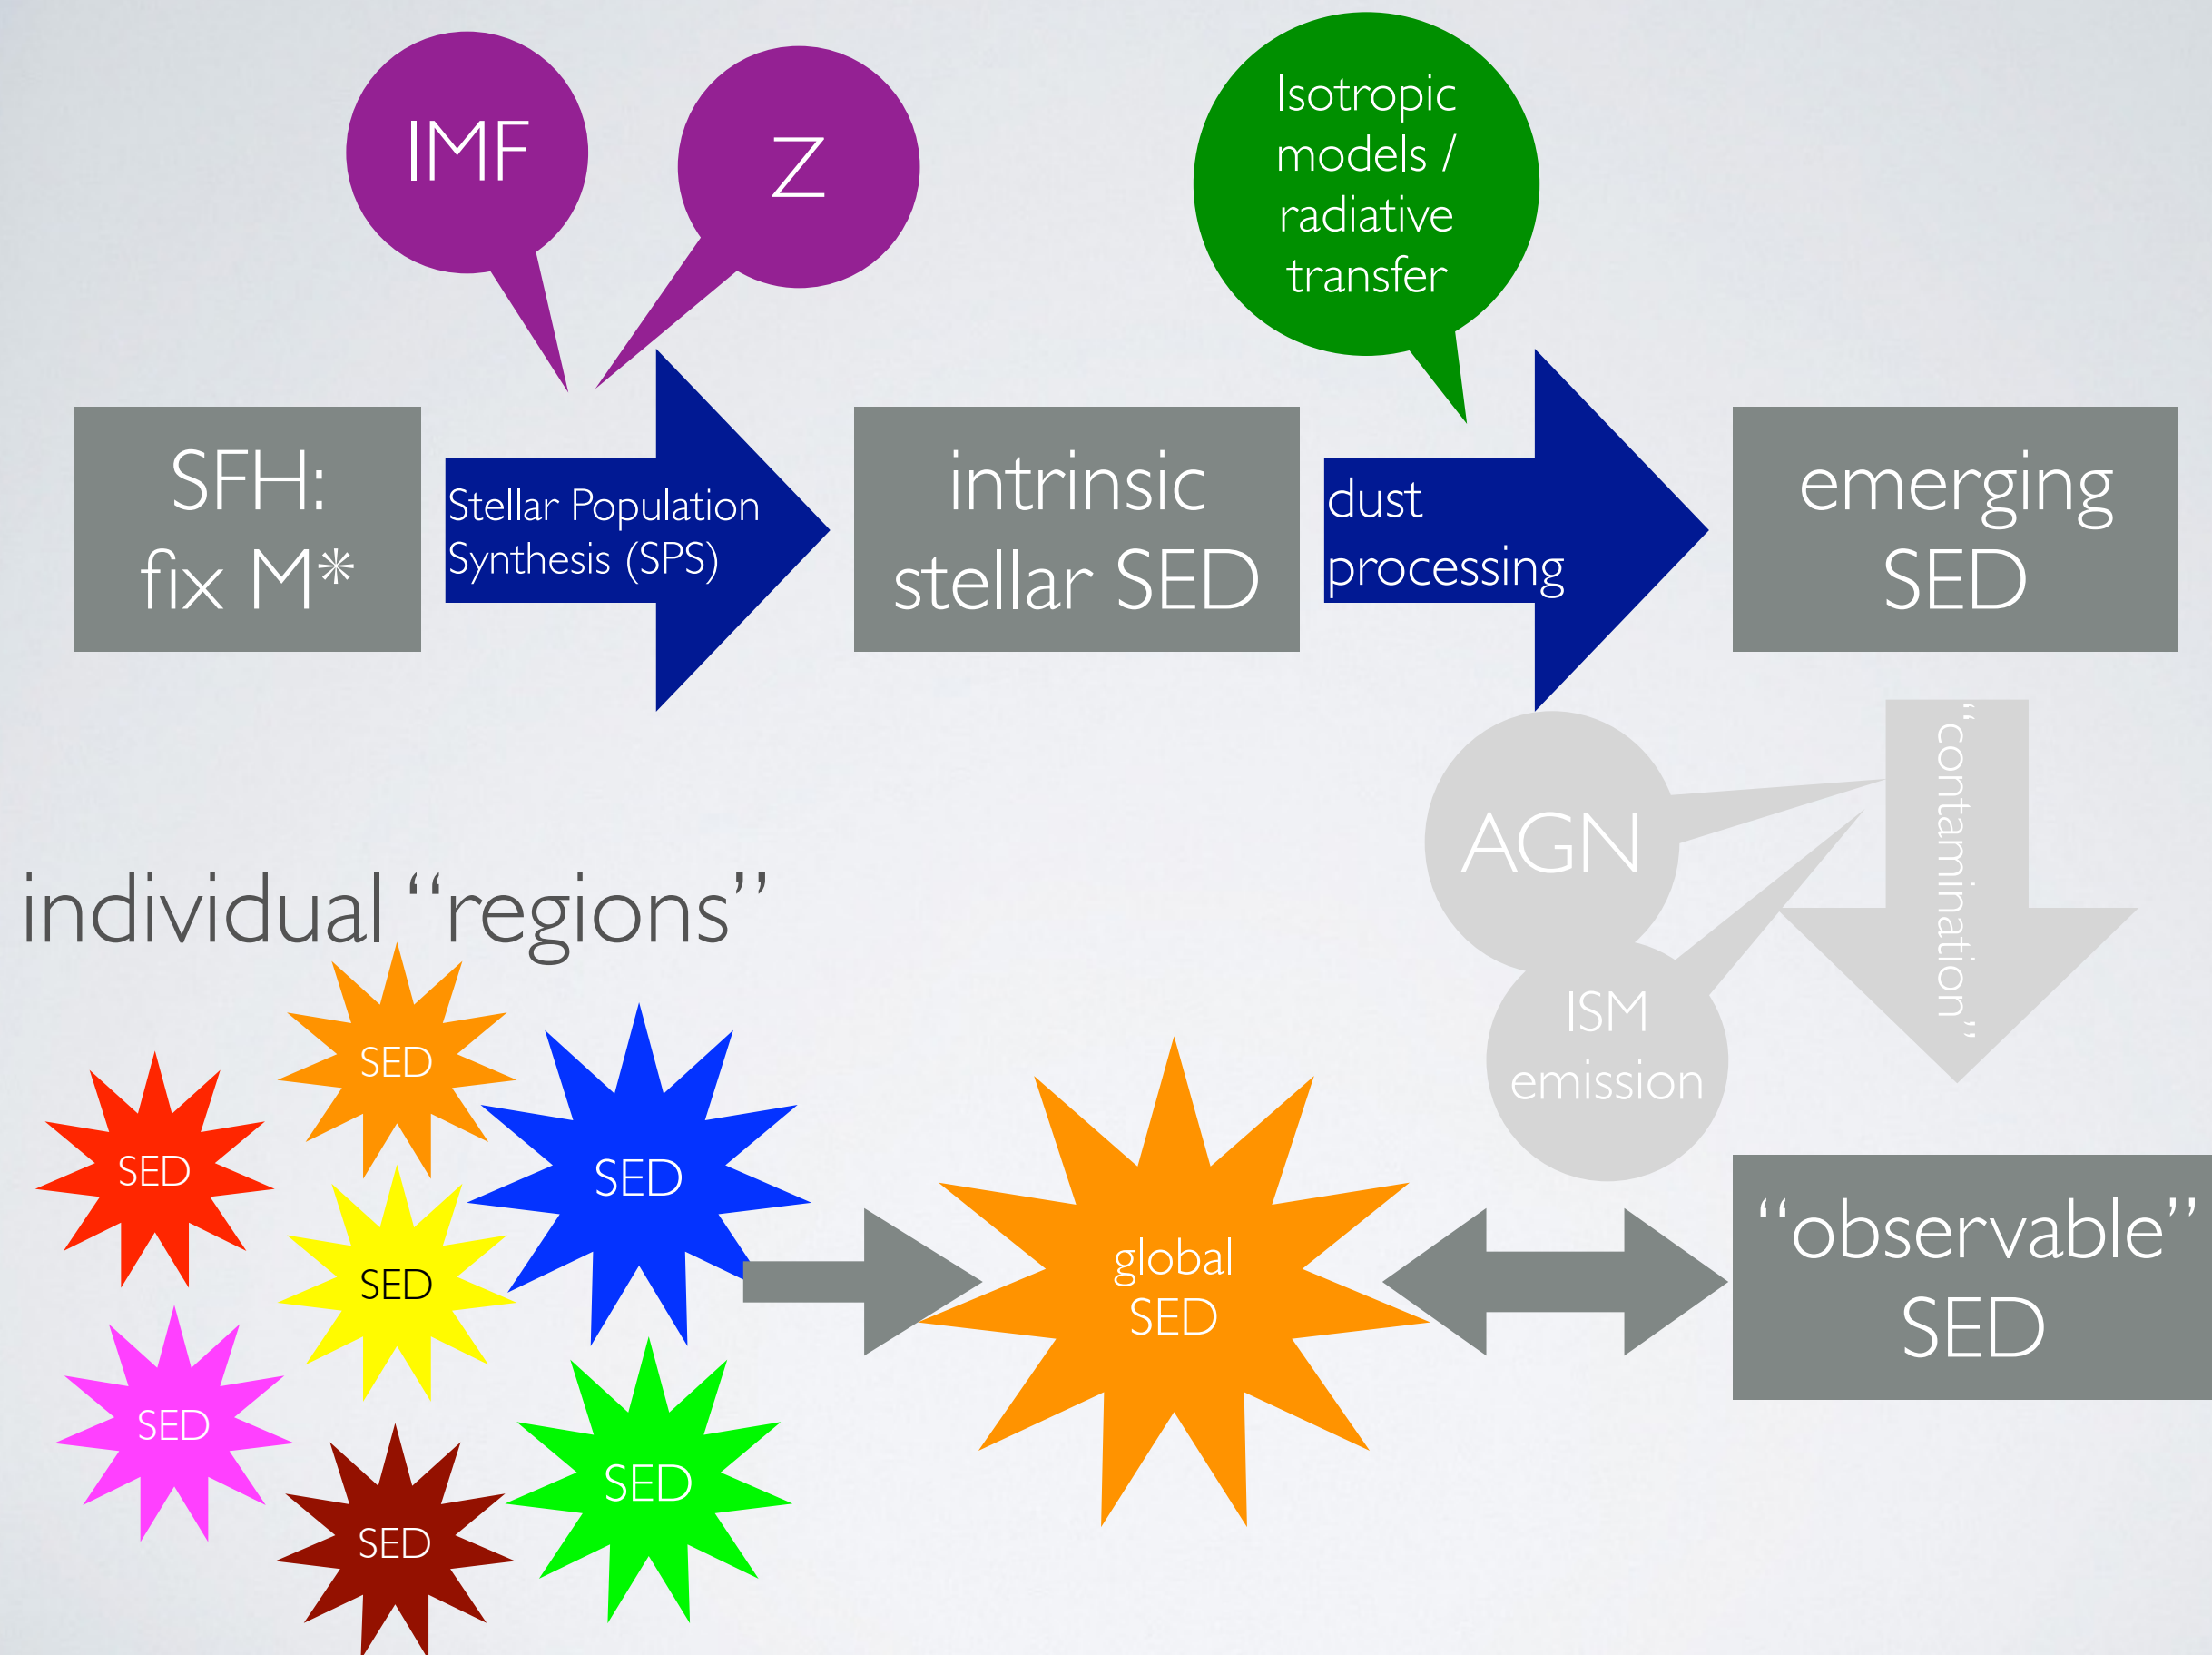 IMF
Z
Isotropic
models /
radiative
transfer
SFH:
fix M*
Stellar Population
Synthesis (SPS)
intrinsic
stellar SED
dust
processing
emerging
SED
“contamination”
AGN
ISM
emission
individual “regions”
SED
SED
SED
SED
SED
SED
SED
global
SED
“observable”
SED